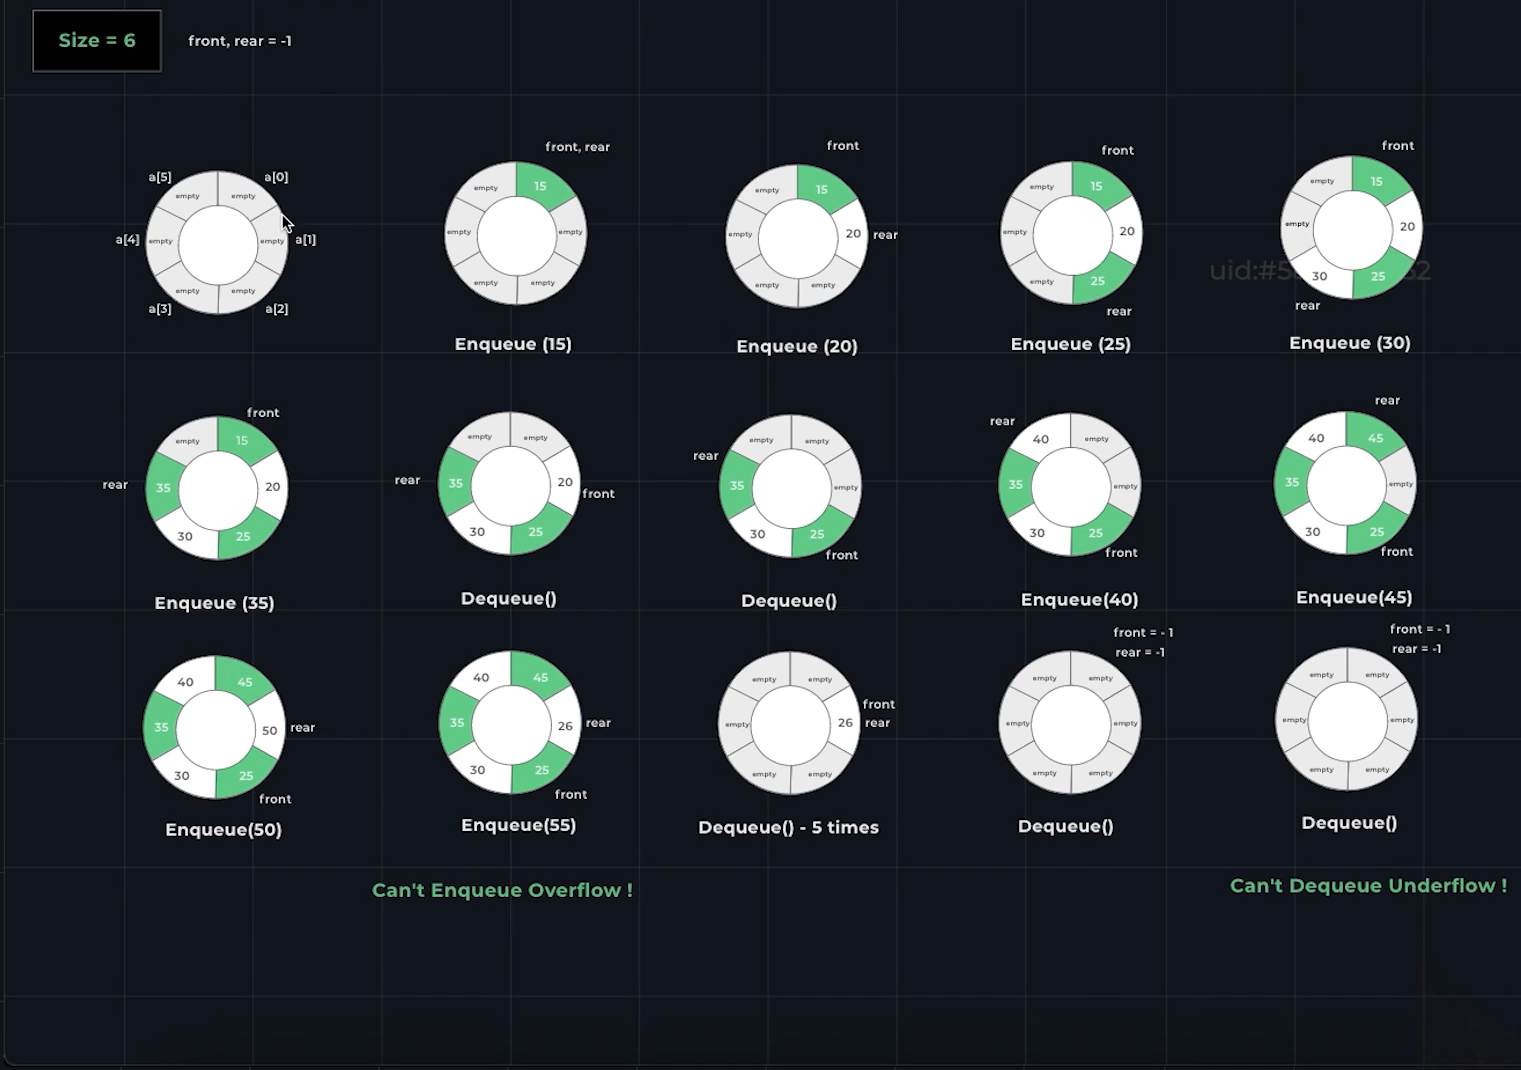 Size = 6
front, rear = -1
a[5]
a[0]
empty
empty
a[4]
empty
empty
a[1]
empty
empty
a[3]
a[2]
front, rear
empty
15
empty
empty
empty
empty
Enqueue (15)
front
empty
15
empty
20
rear
empty
empty
Enqueue (20)
front
empty
15
empty
20
empty
25
rear
Enqueue (25)
front
empty
15
empty
20
30
25
rear
Enqueue (30)
front
empty
15
rear
35
20
30
25
Enqueue (35)
empty
empty
rear
35
20
front
30
25
Dequeue()
empty
empty
rear
35
empty
30
25
front
Dequeue()
rear
40
empty
35
empty
30
25
front
Enqueue(40)
rear
40
45
35
empty
30
25
front
Enqueue(45)
40
45
35
50
rear
30
25
front
Enqueue(50)
40
45
35
26
rear
30
25
front
Enqueue(55)
Can't Enqueue Overflow !
empty
empty
front
empty
26
rear
empty
empty
Dequeue() - 5 times
front = - 1
rear = -1
empty
empty
empty
empty
empty
empty
Dequeue()
front = - 1
rear = -1
empty
empty
empty
empty
empty
empty
Dequeue()
Can't Dequeue Underflow !